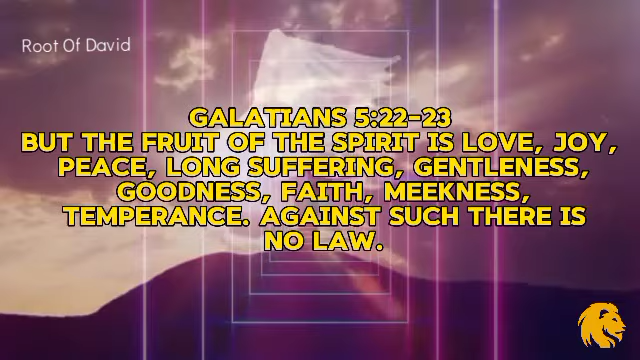 Root Of David
GALATIANS 5:22-23
BUT THE FRUIT OF THE SPIRIT IS LOVE, JOY,
PEACE, LONG SUFFERING, GENTLENESS,
GOODNESS, FAITH, MEEKNESS,
TEMPERANCE. AGAINST SUCH THERE IS
NO LAW.